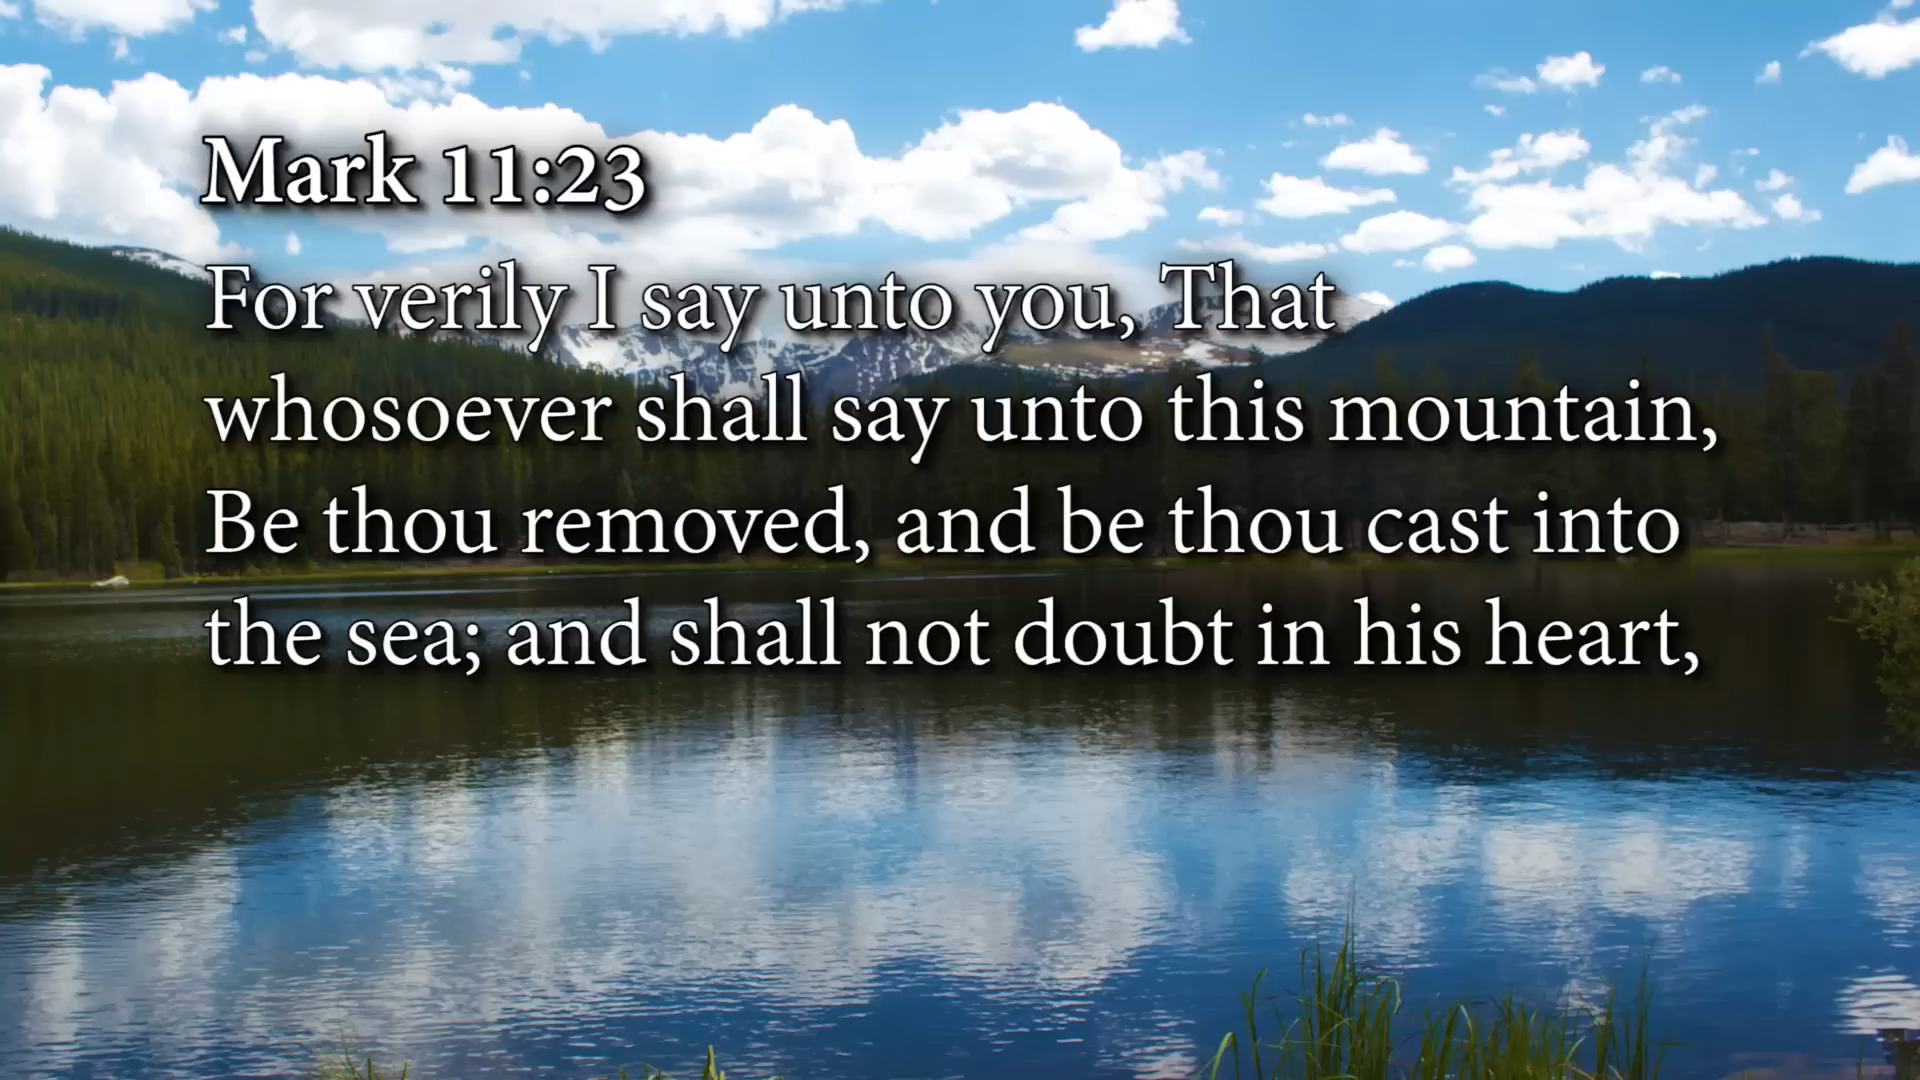 Mark 11:23
For verily I say unto you, That
whosoever shall say unto this mountain,
Be thou removed, and be thou cast into
the sea; and shall not doubt in his heart,